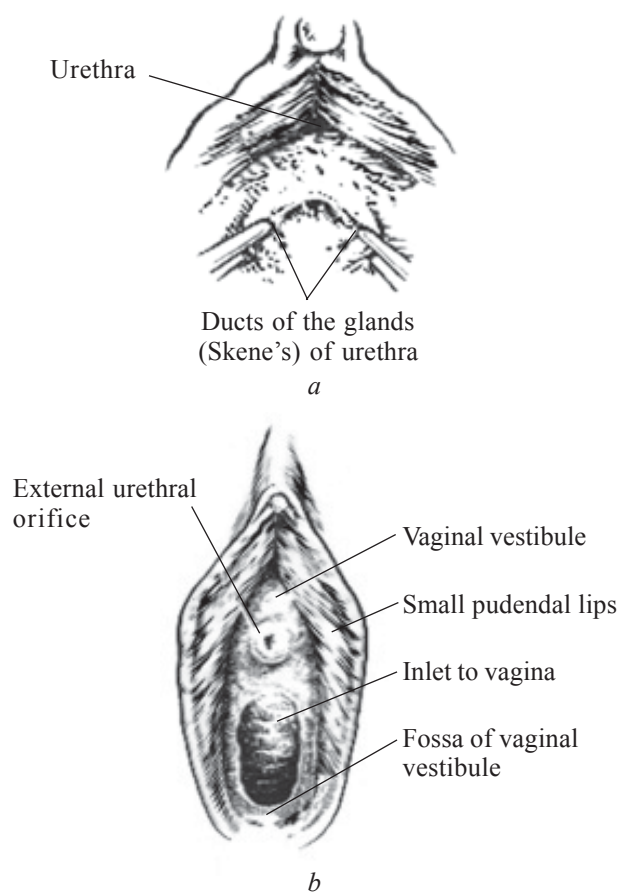 Urethra
Ducts of the glands
(Skene’s) of urethra
a
External urethral
orifice
Vaginal vestibule
Small pudendal lips
Inlet to vagina
Fossa of vaginal
vestibule
b